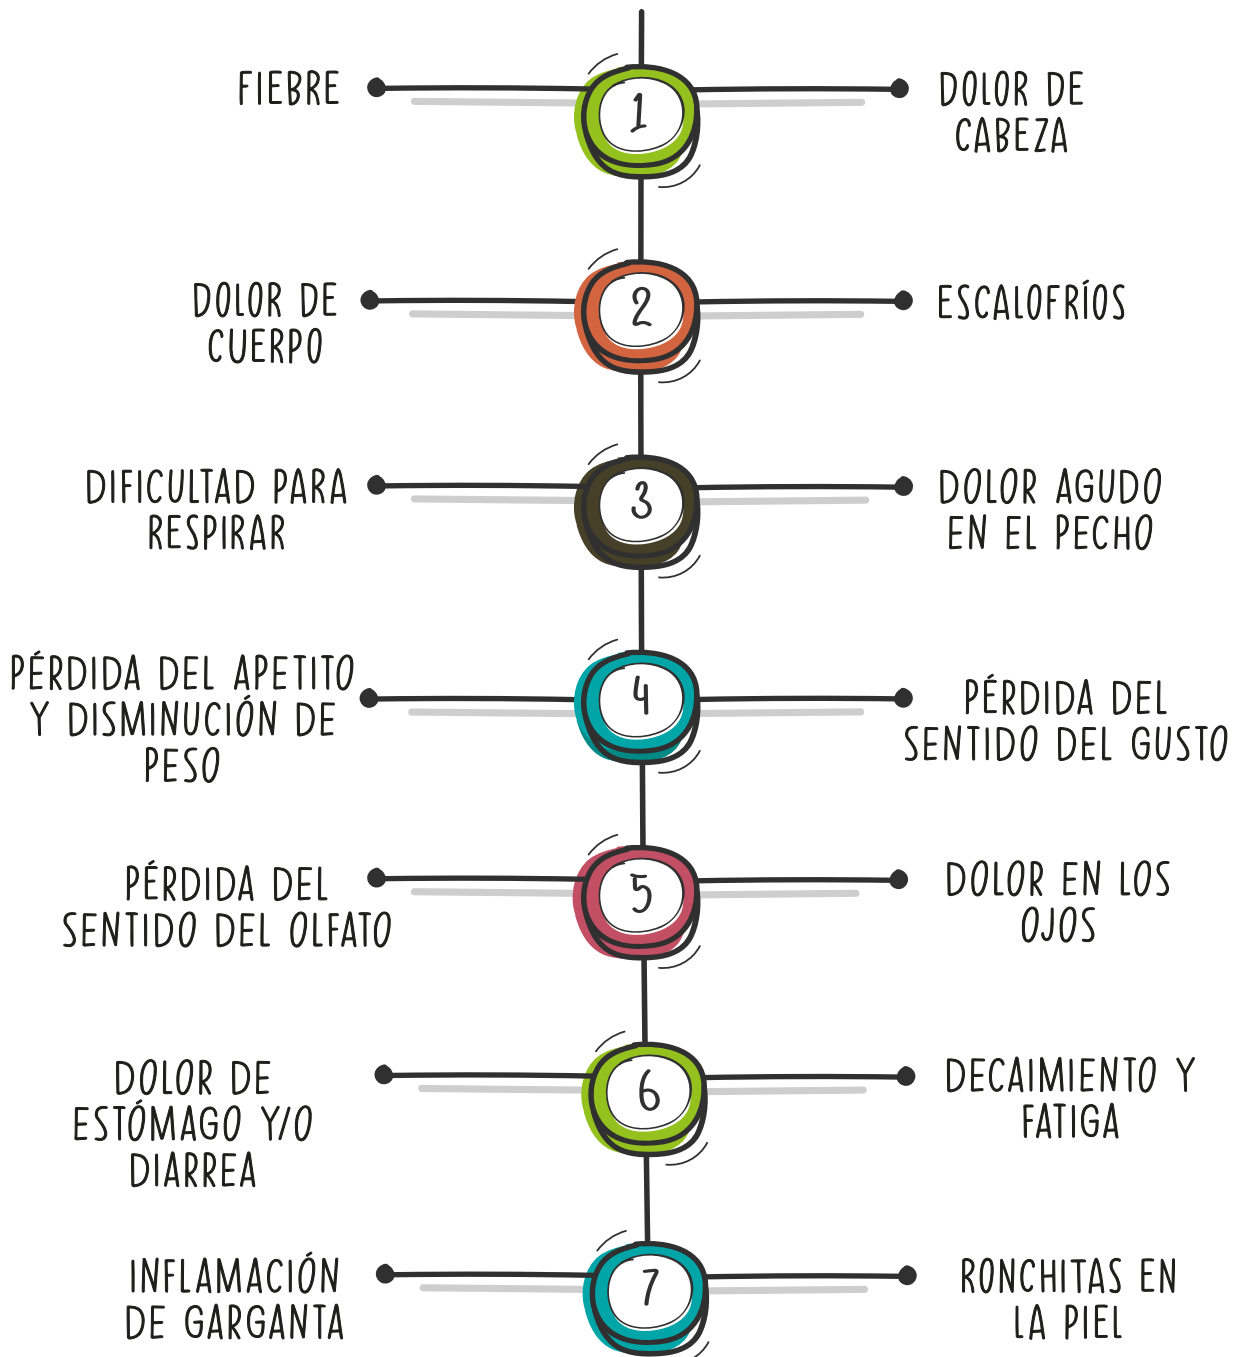 FIEBRE
1
DOLOR DE
CABEZA
DOLOR DE
CUERPO
2
ESCALOFRÍOS
DIFICULTAD PARA
RESPIRAR
3
DOLOR AGUDO
EN EL PECHO
PÉRDIDA DEL APETITO
Y DISMINUCIÓN DE
PESO
4
PÉRDIDA DEL
SENTIDO DEL GUSTO
PÉRDIDA DEL
SENTIDO DEL OLFATO
5
DOLOR EN LOS
OJOS
DOLOR DE
ESTÓMAGO Y/O
DIARREA
6
DECAIMIENTO Y
FATIGA
INFLAMACIÓN
DE GARGANTA
7
RONCHITAS EN
LA PIEL